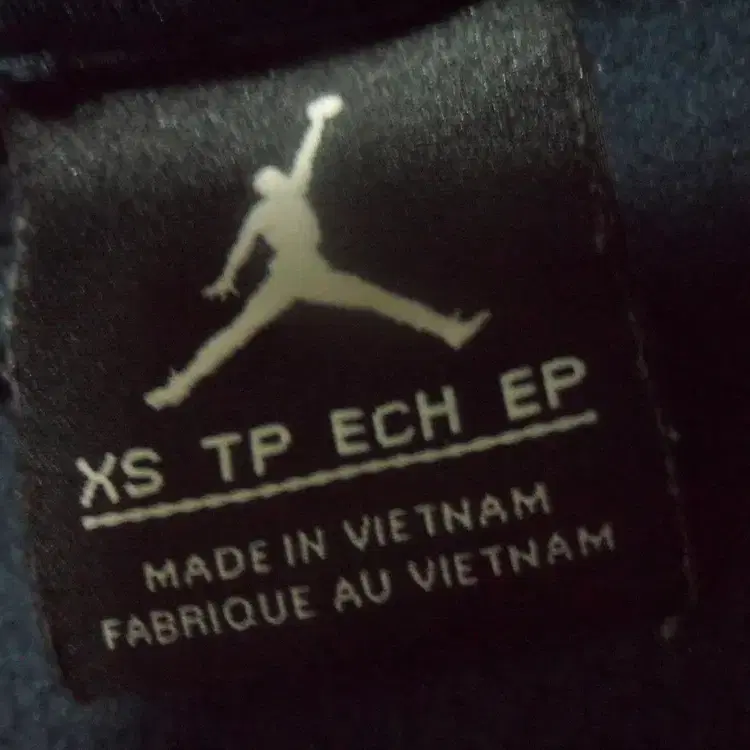 XS TP ECH EP
MADE IN VIETNAM
FABRIQUE AU VIETNAM